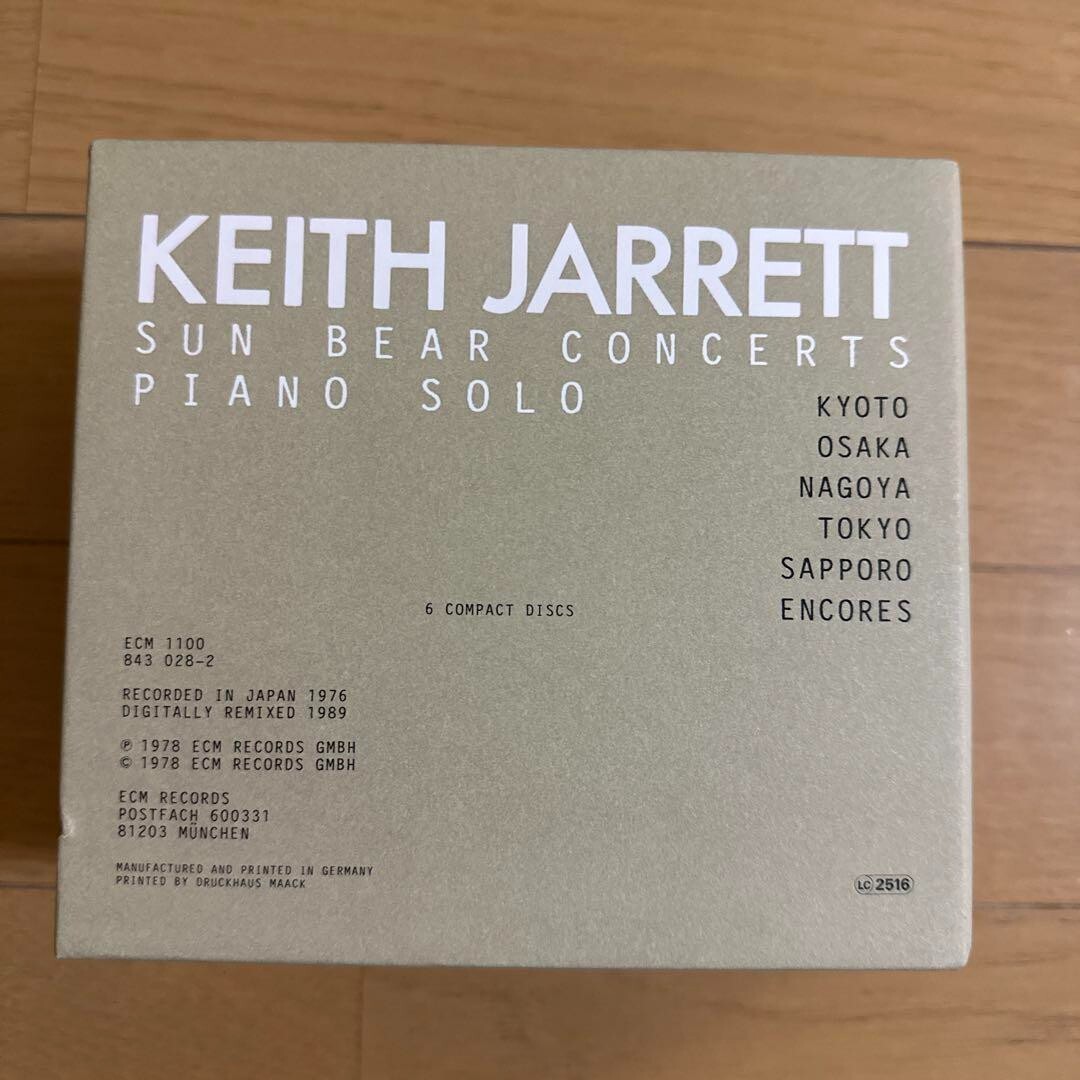 KEITH JARRETT
SUN BEAR CONCERTS
PIANO SOLO
KYOTO
OSAKA
NAGOYA
TOKYO
SAPPORO
ENCORES
6 COMPACT DISCS
ECM 1100
843 028-2
RECORDED IN JAPAN 1976
DIGITALLY REMIXED 1989
℗ 1978 ECM RECORDS GMBH
© 1978 ECM RECORDS GMBH
ECM RECORDS
POSTFACH 600331
81203 MÜNCHEN
MANUFACTURED AND PRINTED IN GERMANY
PRINTED BY DRUCKHAUS MAACK
LC 2516